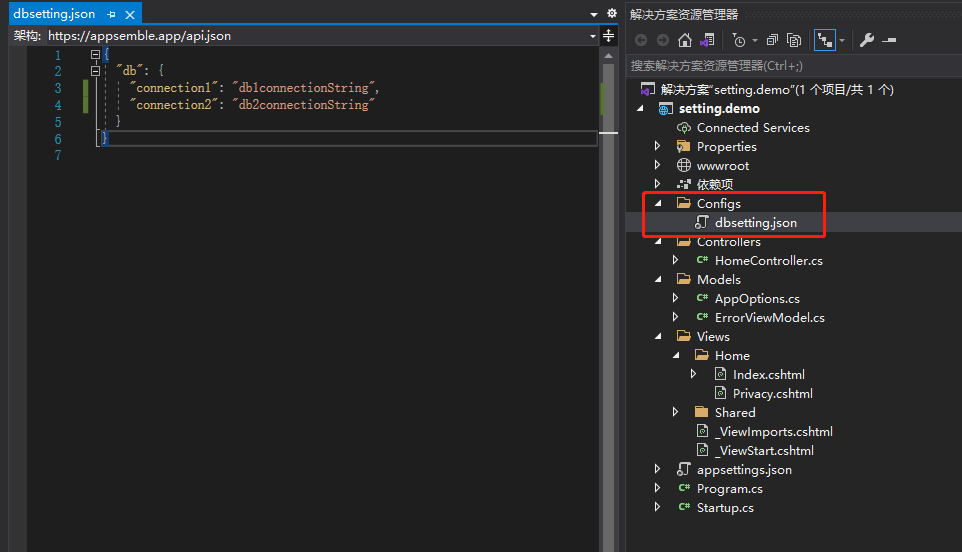 dbsetting.json
架构: https://appsemble.app/api.json
1 {
2 "db": {
3 "connection1": "db1connectionString",
4 "connection2": "db2connectionString"
5 }
6 }
7
解决方案资源管理器
搜索解决方案资源管理器(Ctrl+;)
解决方案"setting.demo"(1 个项目/共 1 个)
setting.demo
Connected Services
Properties
wwwroot
依赖项
Configs
dbsetting.json
Controllers
C# HomeController.cs
Models
C# AppOptions.cs
C# ErrorViewModel.cs
Views
Home
Index.cshtml
Privacy.cshtml
Shared
_ViewImports.cshtml
_ViewStart.cshtml
appsettings.json
C# Program.cs
C# Startup.cs